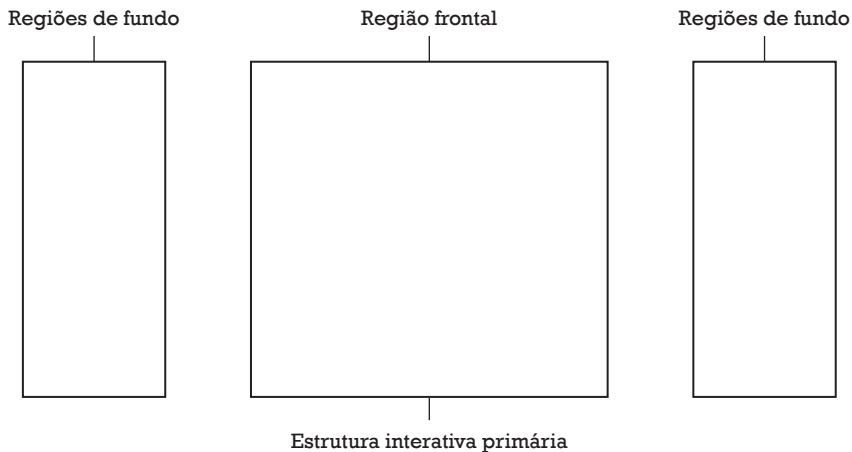 Regiões de fundo
Região frontal
Regiões de fundo
Estrutura interativa primária